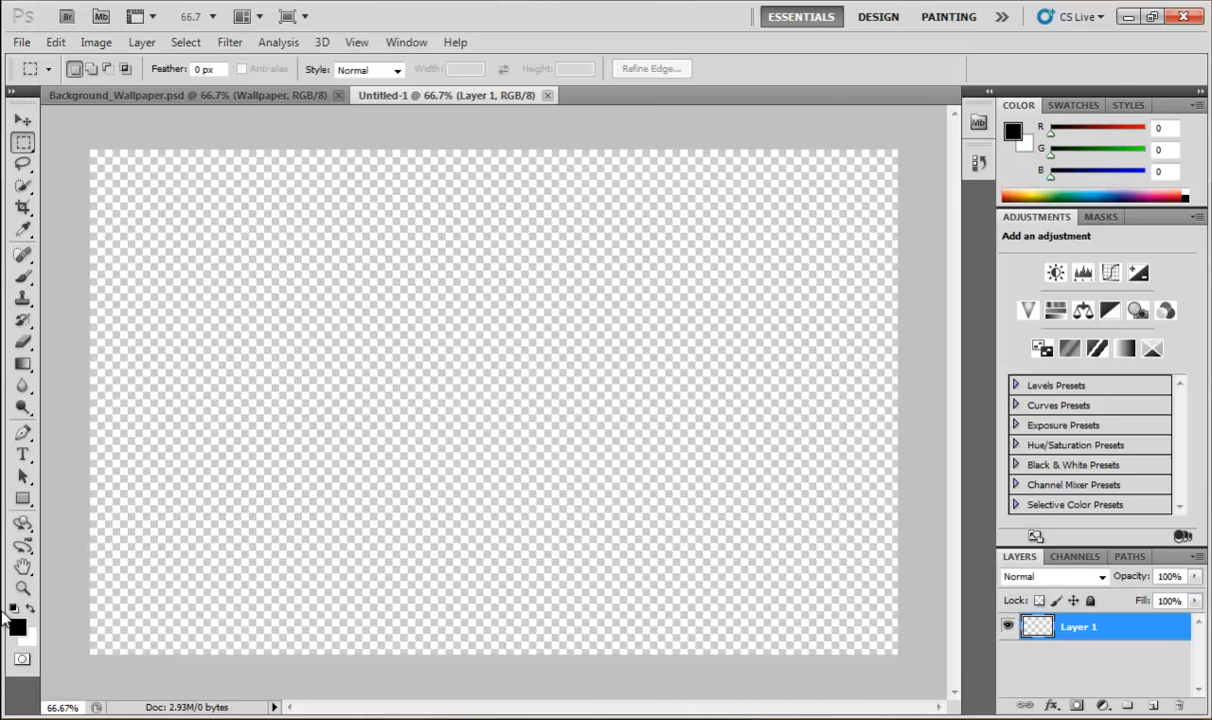 Ps Br Mb 66.7 ESSENTIALS DESIGN PAINTING CS Live
File Edit Image Layer Select Filter Analysis 3D View Window Help
Feather: 0 px Anti-alias Style: Normal Width: Height: Refine Edge...
Background_Wallpaper.psd @ 66.7% (Wallpaper, RGB/8) Untitled-1 @ 66.7% (Layer 1, RGB/8)
COLOR SWATCHES STYLES
Mb
R 0
G 0
B 0
ADJUSTMENTS MASKS
Add an adjustment
Levels Presets
Curves Presets
Exposure Presets
Hue/Saturation Presets
Black & White Presets
Channel Mixer Presets
Selective Color Presets
T
LAYERS CHANNELS PATHS
Normal Opacity: 100%
Lock: Fill: 100%
Layer 1
66.67% Doc: 2.93M/0 bytes
fx